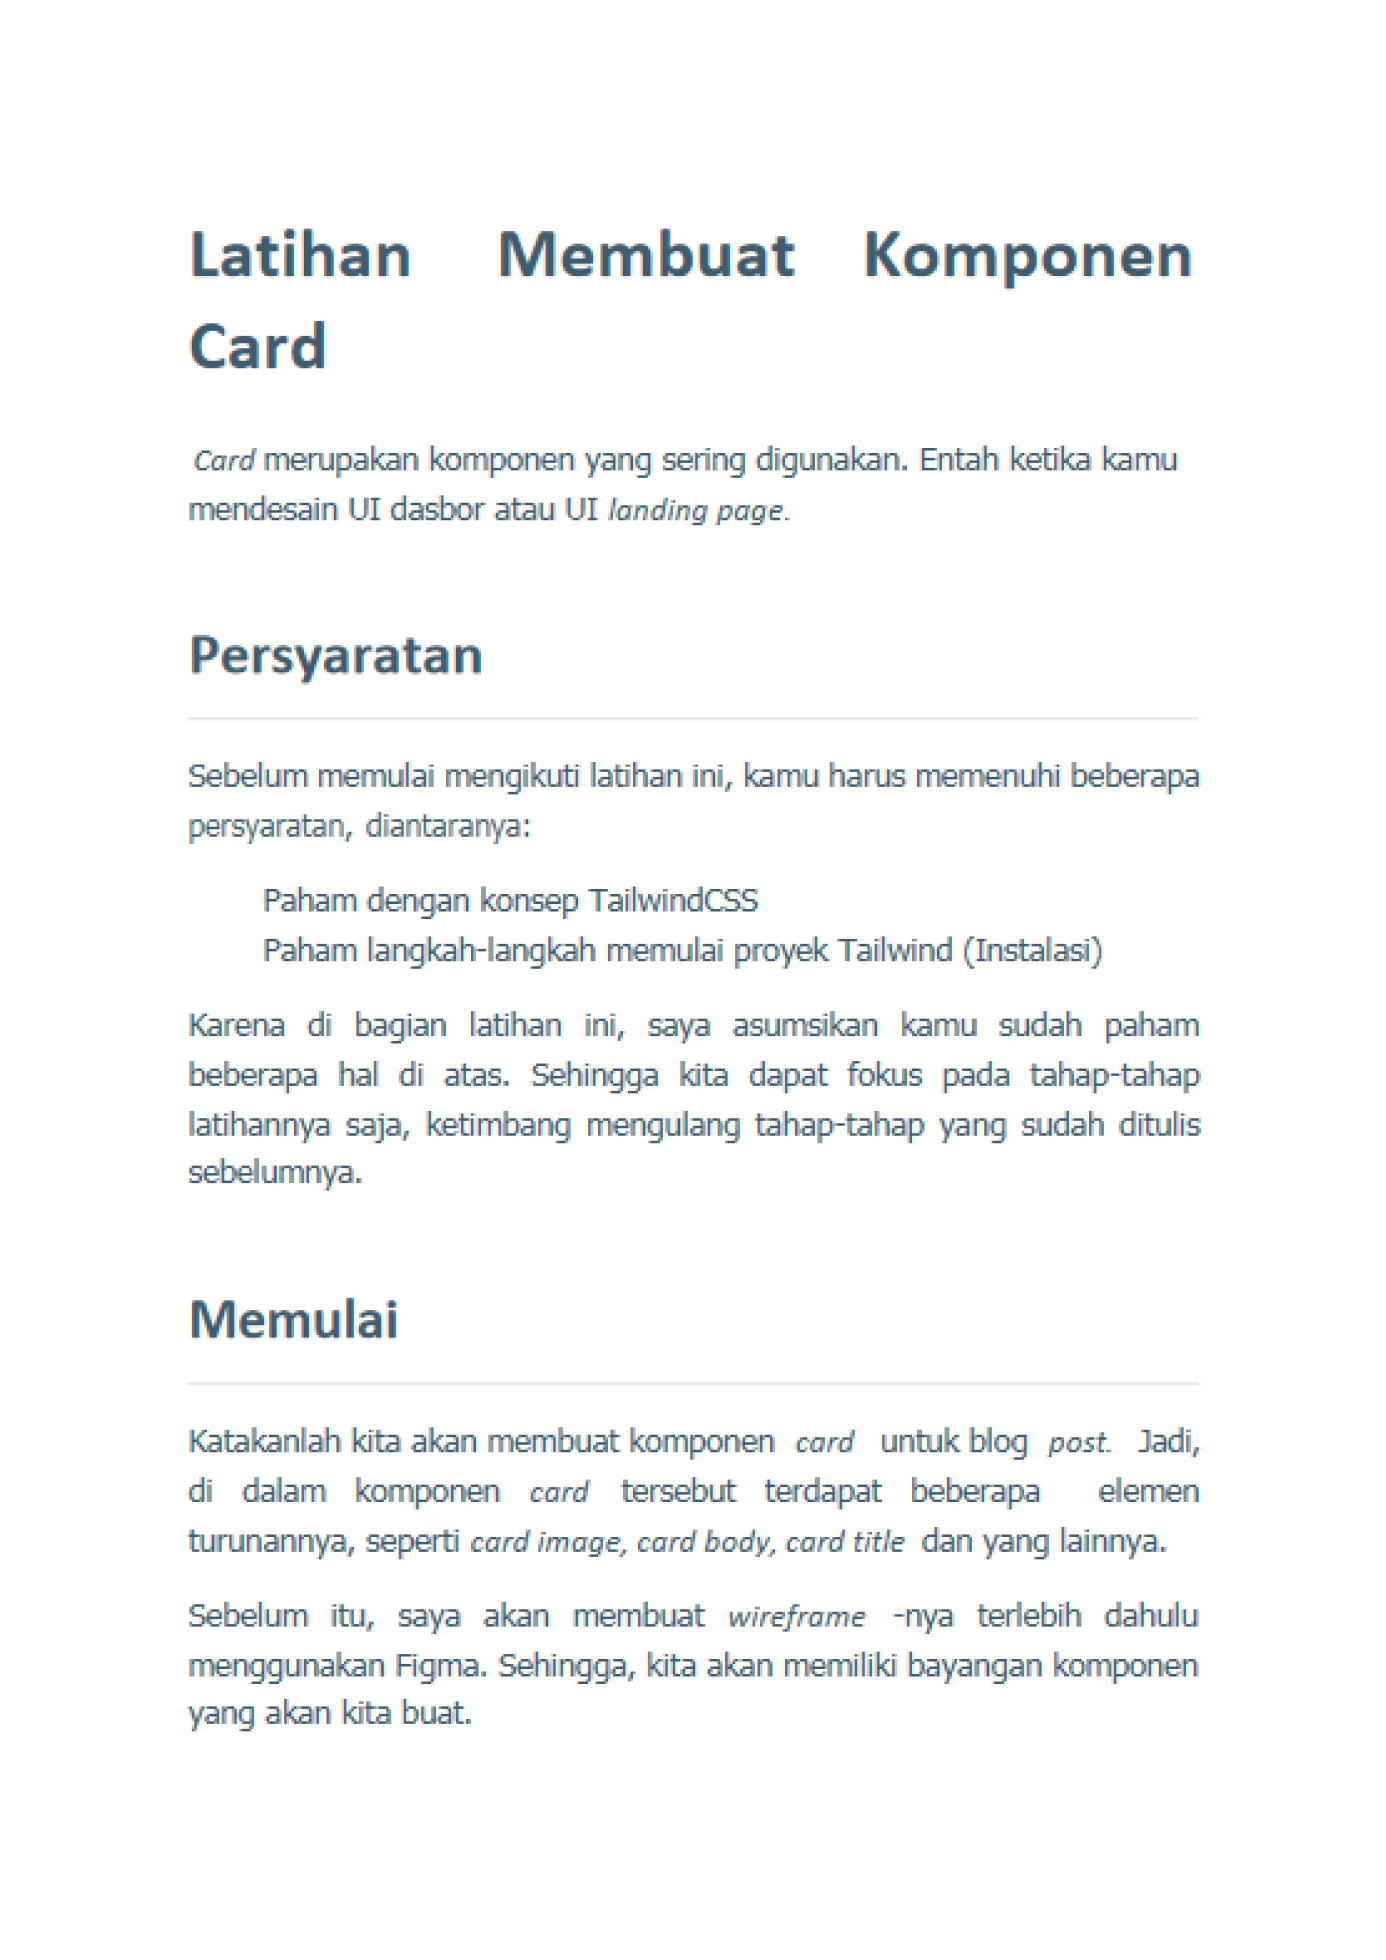 Latihan Membuat Komponen
Card
Card merupakan komponen yang sering digunakan. Entah ketika kamu
mendesain UI dasbor atau UI landing page.
Persyaratan
Sebelum memulai mengikuti latihan ini, kamu harus memenuhi beberapa
persyaratan, diantaranya:
Paham dengan konsep TailwindCSS
Paham langkah-langkah memulai proyek Tailwind (Instalasi)
Karena di bagian latihan ini, saya asumsikan kamu sudah paham
beberapa hal di atas. Sehingga kita dapat fokus pada tahap-tahap
latihannya saja, ketimbang mengulang tahap-tahap yang sudah ditulis
sebelumnya.
Memulai
Katakanlah kita akan membuat komponen card untuk blog post. Jadi,
di dalam komponen card tersebut terdapat beberapa elemen
turunannya, seperti card image, card body, card title dan yang lainnya.
Sebelum itu, saya akan membuat wireframe -nya terlebih dahulu
menggunakan Figma. Sehingga, kita akan memiliki bayangan komponen
yang akan kita buat.